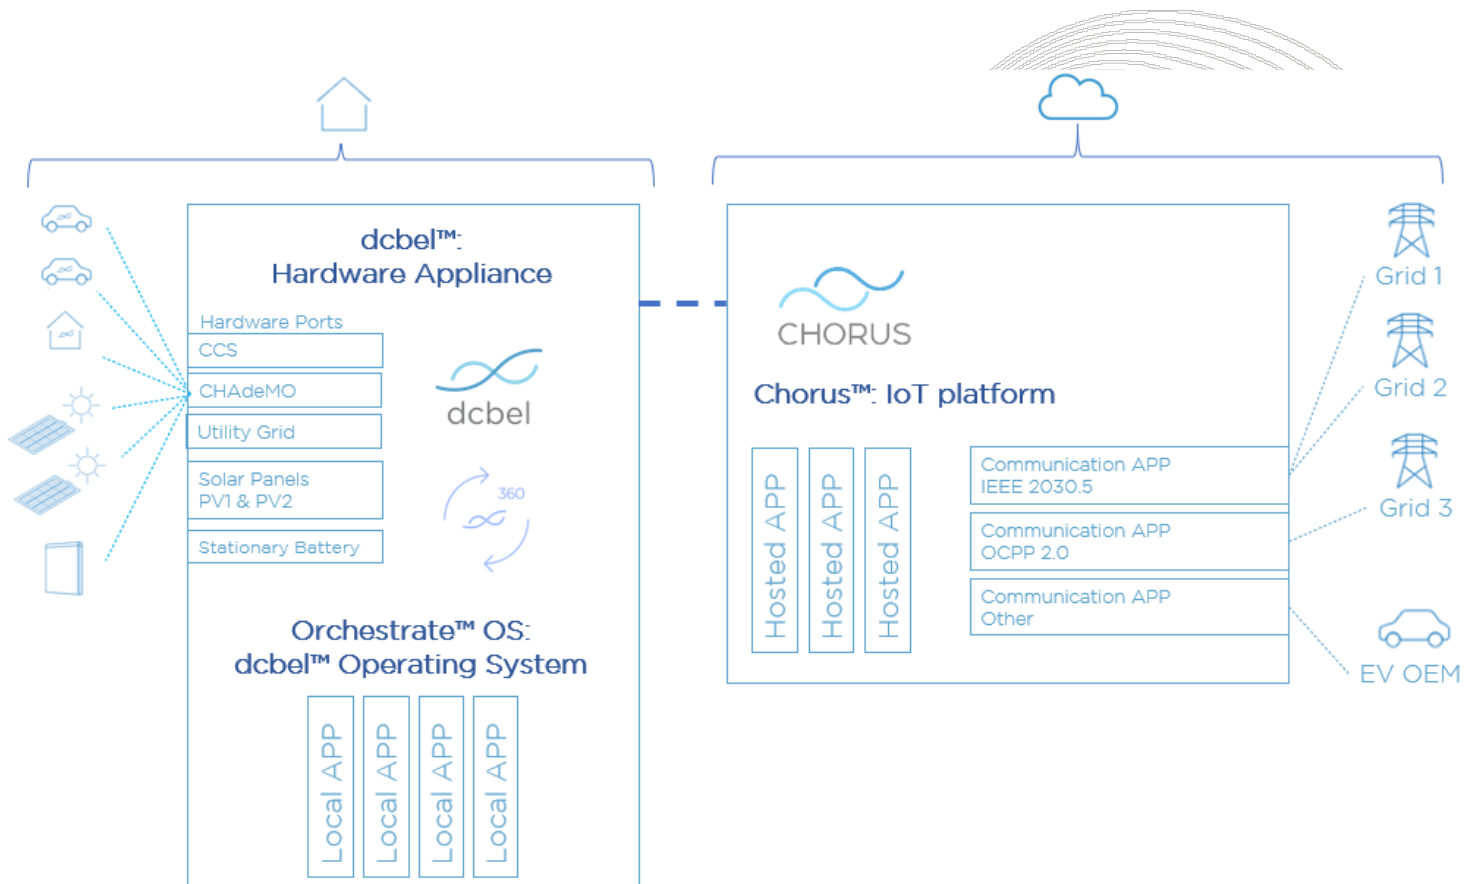 dcbel™:
Hardware Appliance
Hardware Ports
CCS
CHAdeMO
Utility Grid
Solar Panels
PV1 & PV2
Stationary Battery
dcbel
360
Orchestrate™ OS:
dcbel™ Operating System
Local APP
Local APP
Local APP
Local APP
CHORUS
Chorus™: IoT platform
Hosted APP
Hosted APP
Hosted APP
Communication APP
IEEE 2030.5
Communication APP
OCPP 2.0
Communication APP
Other
Grid 1
Grid 2
Grid 3
EV OEM